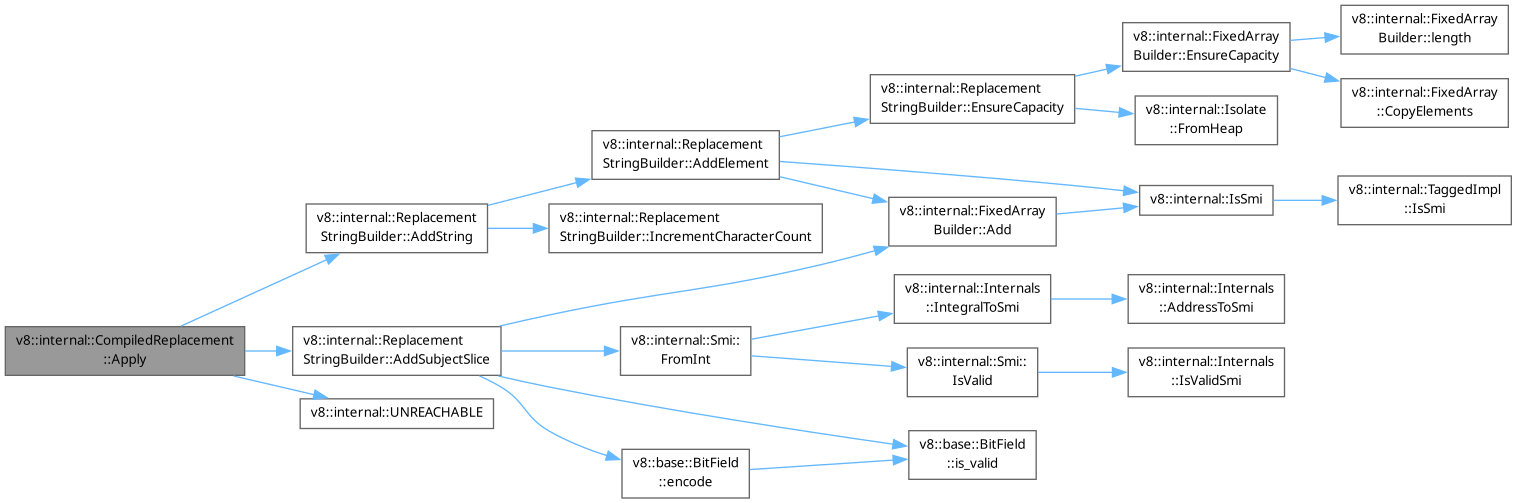 v8::internal::CompiledReplacement
::Apply
v8::internal::Replacement
StringBuilder::AddString
v8::internal::Replacement
StringBuilder::AddElement
v8::internal::Replacement
StringBuilder::EnsureCapacity
v8::internal::FixedArray
Builder::EnsureCapacity
v8::internal::FixedArray
Builder::length
v8::internal::FixedArray
::CopyElements
v8::internal::Isolate
::FromHeap
v8::internal::FixedArray
Builder::Add
v8::internal::IsSmi
v8::internal::TaggedImpl
::IsSmi
v8::internal::Replacement
StringBuilder::IncrementCharacterCount
v8::internal::Replacement
StringBuilder::AddSubjectSlice
v8::internal::Smi::
FromInt
v8::internal::Internals
::IntegralToSmi
v8::internal::Internals
::AddressToSmi
v8::internal::Smi::
IsValid
v8::internal::Internals
::IsValidSmi
v8::base::BitField
::is_valid
v8::base::BitField
::encode
v8::internal::UNREACHABLE